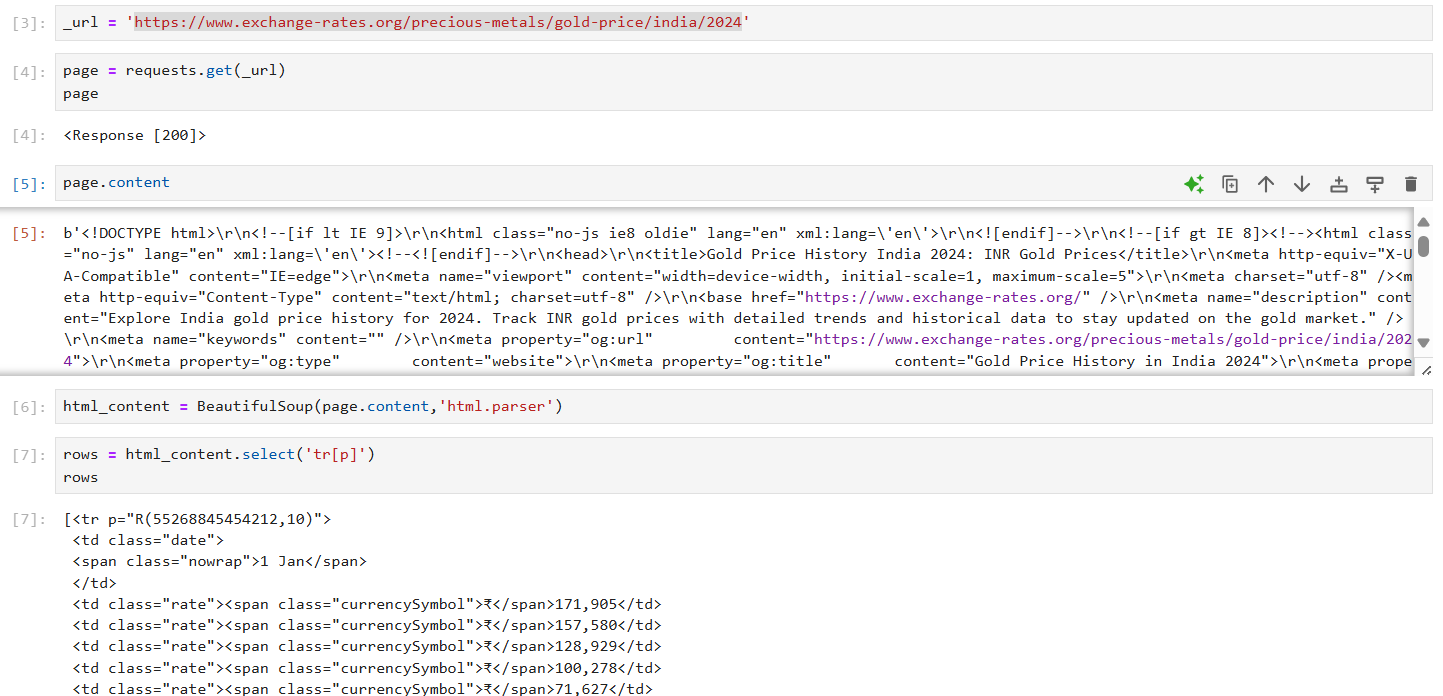 [3]: _url = 'https://www.exchange-rates.org/precious-metals/gold-price/india/2024'
[4]: page = requests.get(_url)
page
[4]: <Response [200]>
[5]: page.content
[5]: b'<!DOCTYPE html>\r\n<!--[if lt IE 9]>\r\n<html class="no-js ie8 oldie" lang="en" xml:lang=\'en\'>\r\n<![endif]-->\r\n<!--[if gt IE 8]><!--><html class
="no-js" lang="en" xml:lang=\'en\'><!--<![endif]-->\r\n<head>\r\n<title>Gold Price History India 2024: INR Gold Prices</title>\r\n<meta http-equiv="X-U
A-Compatible" content="IE=edge">\r\n<meta name="viewport" content="width=device-width, initial-scale=1, maximum-scale=5">\r\n<meta charset="utf-8" /><m
eta http-equiv="Content-Type" content="text/html; charset=utf-8" />\r\n<base href="https://www.exchange-rates.org/" />\r\n<meta name="description" cont
ent="Explore India gold price history for 2024. Track INR gold prices with detailed trends and historical data to stay updated on the gold market." />
\r\n<meta name="keywords" content="" />\r\n<meta property="og:url"         content="https://www.exchange-rates.org/precious-metals/gold-price/india/202
4">\r\n<meta property="og:type"        content="website">\r\n<meta property="og:title"       content="Gold Price History in India 2024">\r\n<meta prope
[6]: html_content = BeautifulSoup(page.content,'html.parser')
[7]: rows = html_content.select('tr[p]')
rows
[7]: [<tr p="R(55268845454212,10)">
<td class="date">
<span class="nowrap">1 Jan</span>
</td>
<td class="rate"><span class="currencySymbol">₹</span>171,905</td>
<td class="rate"><span class="currencySymbol">₹</span>157,580</td>
<td class="rate"><span class="currencySymbol">₹</span>128,929</td>
<td class="rate"><span class="currencySymbol">₹</span>100,278</td>
<td class="rate"><span class="currencySymbol">₹</span>71,627</td>